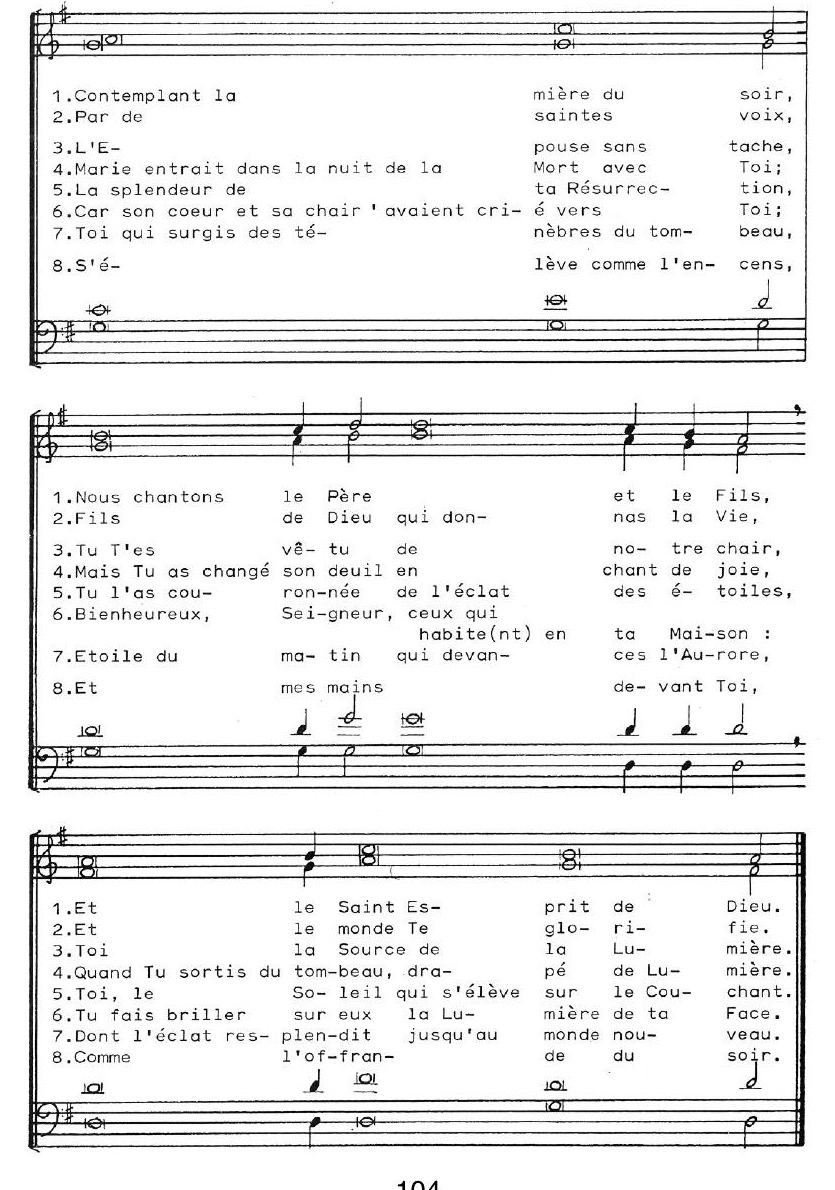 1.Contemplant la mière du soir,
2.Par de saintes voix,
3.L'E- pouse sans tache,
4.Marie entrait dans la nuit de la Mort avec Toi;
5.La splendeur de ta Résurrec- tion,
6.Car son coeur et sa chair 'avaient cri- é vers Toi;
7.Toi qui surgis des té- nèbres du tom- beau,
8.S'é- lève comme l'en- cens,
1.Nous chantons le Père et le Fils,
2.Fils de Dieu qui don- nas la Vie,
3.Tu T'es vê- tu de no- tre chair,
4.Mais Tu as changé son deuil en chant de joie,
5.Tu l'as cou- ron-née de l'éclat des é- toiles,
6.Bienheureux, Sei-gneur, ceux qui
habite(nt) en ta Mai-son :
7.Etoile du ma- tin qui devan- ces l'Au-rore,
8.Et mes mains de- vant Toi,
1.Et le Saint Es- prit de Dieu.
2.Et le monde Te glo- ri- fie.
3.Toi la Source de la Lu- mière.
4.Quand Tu sortis du tom-beau, dra- pé de Lu- mière.
5.Toi, le So- leil qui s'élève sur le Cou- chant.
6.Tu fais briller sur eux la Lu- mière de ta Face.
7.Dont l'éclat res- plen-dit jusqu'au monde nou- veau.
8.Comme l'of-fran- de du soir.
104